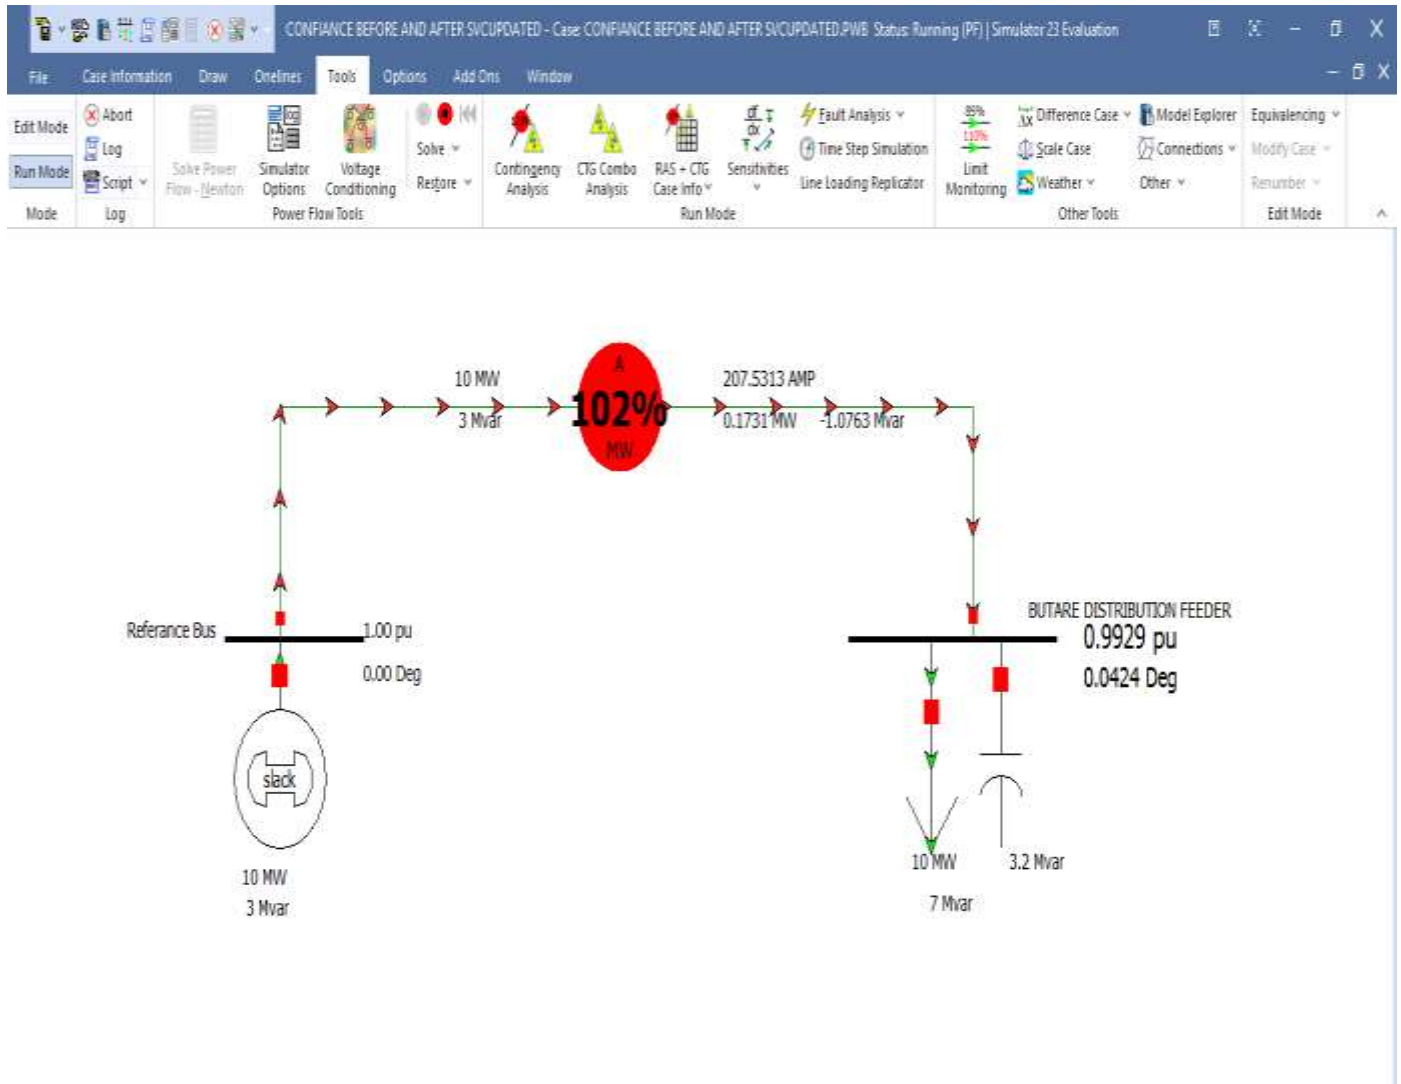 CONFIANCE BEFORE AND AFTER SVCUPDATED - Case: CONFIANCE BEFORE AND AFTER SVCUPDATED.PWB Status: Running (PF) | Simulator 23 Evaluation
File Case Information Draw Onelines Tools Options Add Ons Window
Edit Mode
Run Mode
Mode
Abort
Log
Script
Log
Solve Power
Flow - Newton
Simulator
Options
Voltage
Conditioning
Solve
Restore
Power Flow Tools
Contingency
Analysis
CTG Combo
Analysis
RAS + CTG
Case Info
Sensitivities
Fault Analysis
Time Step Simulation
Line Loading Replicator
Run Mode
85%
110%
Limit
Monitoring
Difference Case
Scale Case
Weather
Model Explorer
Connections
Other
Other Tools
Equivalencing
Modify Case
Renumber
Edit Mode
10 MW
3 Mvar
A
102%
MW
207.5313 AMP
0.1731 MW -1.0763 Mvar
Referance Bus
1.00 pu
0.00 Deg
slack
10 MW
3 Mvar
BUTARE DISTRIBUTION FEEDER
0.9929 pu
0.0424 Deg
10 MW 3.2 Mvar
7 Mvar